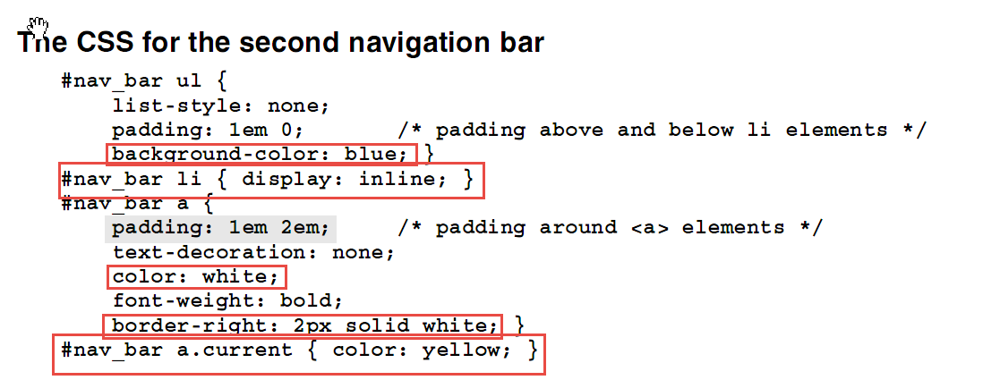 The CSS for the second navigation bar
#nav_bar ul {
    list-style: none;
    padding: 1em 0;       /* padding above and below li elements */
    background-color: blue; }
#nav_bar li { display: inline; }
#nav_bar a {
    padding: 1em 2em;     /* padding around <a> elements */
    text-decoration: none;
    color: white;
    font-weight: bold;
    border-right: 2px solid white; }
#nav_bar a.current { color: yellow; }